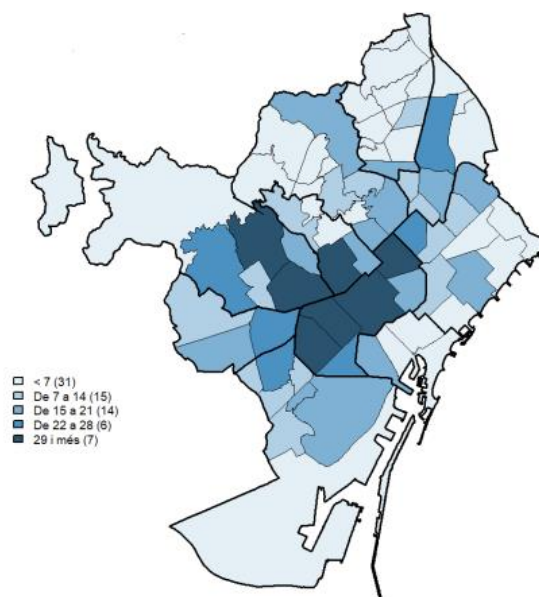 < 7 (31)
De 7 a 14 (15)
De 15 a 21 (14)
De 22 a 28 (6)
29 i més (7)